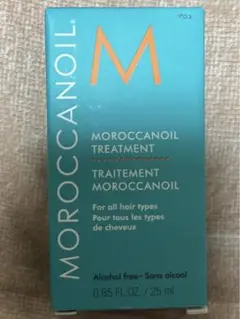 M
MOROCCANOIL®
MOROCCANOIL
TREATMENT
TRAITEMENT
MOROCCANOIL
For all hair types
Pour tous les types
de cheveux
Alcohol free • Sans alcool
0.85 FL.OZ. / 25 ml